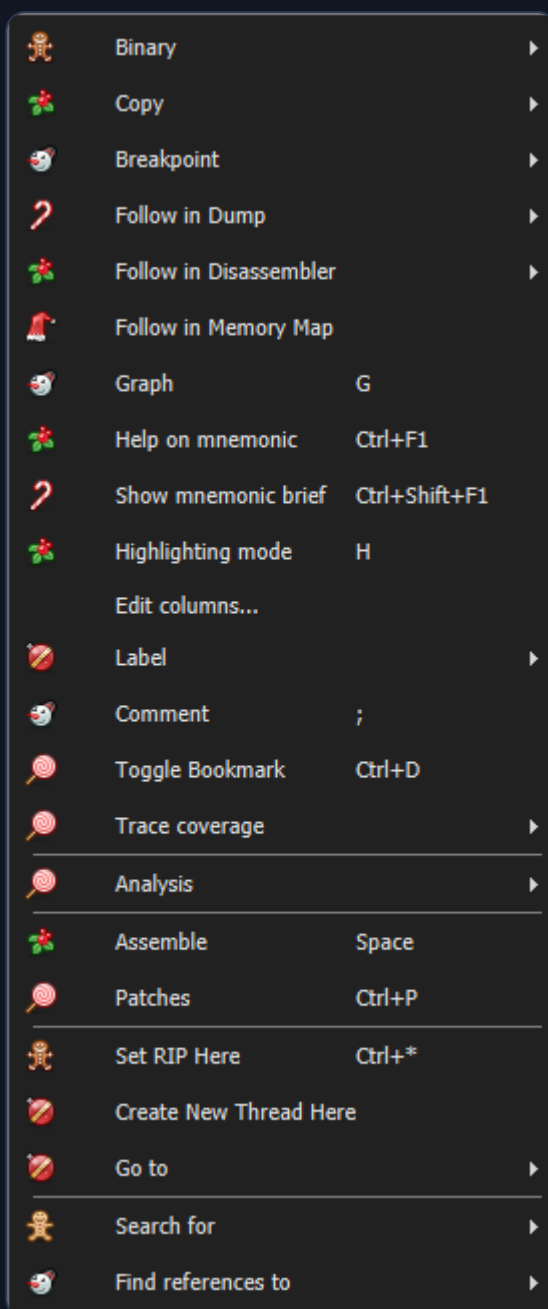 Binary
Copy
Breakpoint
Follow in Dump
Follow in Disassembler
Follow in Memory Map
Graph G
Help on mnemonic Ctrl+F1
Show mnemonic brief Ctrl+Shift+F1
Highlighting mode H
Edit columns...
Label
Comment ;
Toggle Bookmark Ctrl+D
Trace coverage
Analysis
Assemble Space
Patches Ctrl+P
Set RIP Here Ctrl+*
Create New Thread Here
Go to
Search for
Find references to